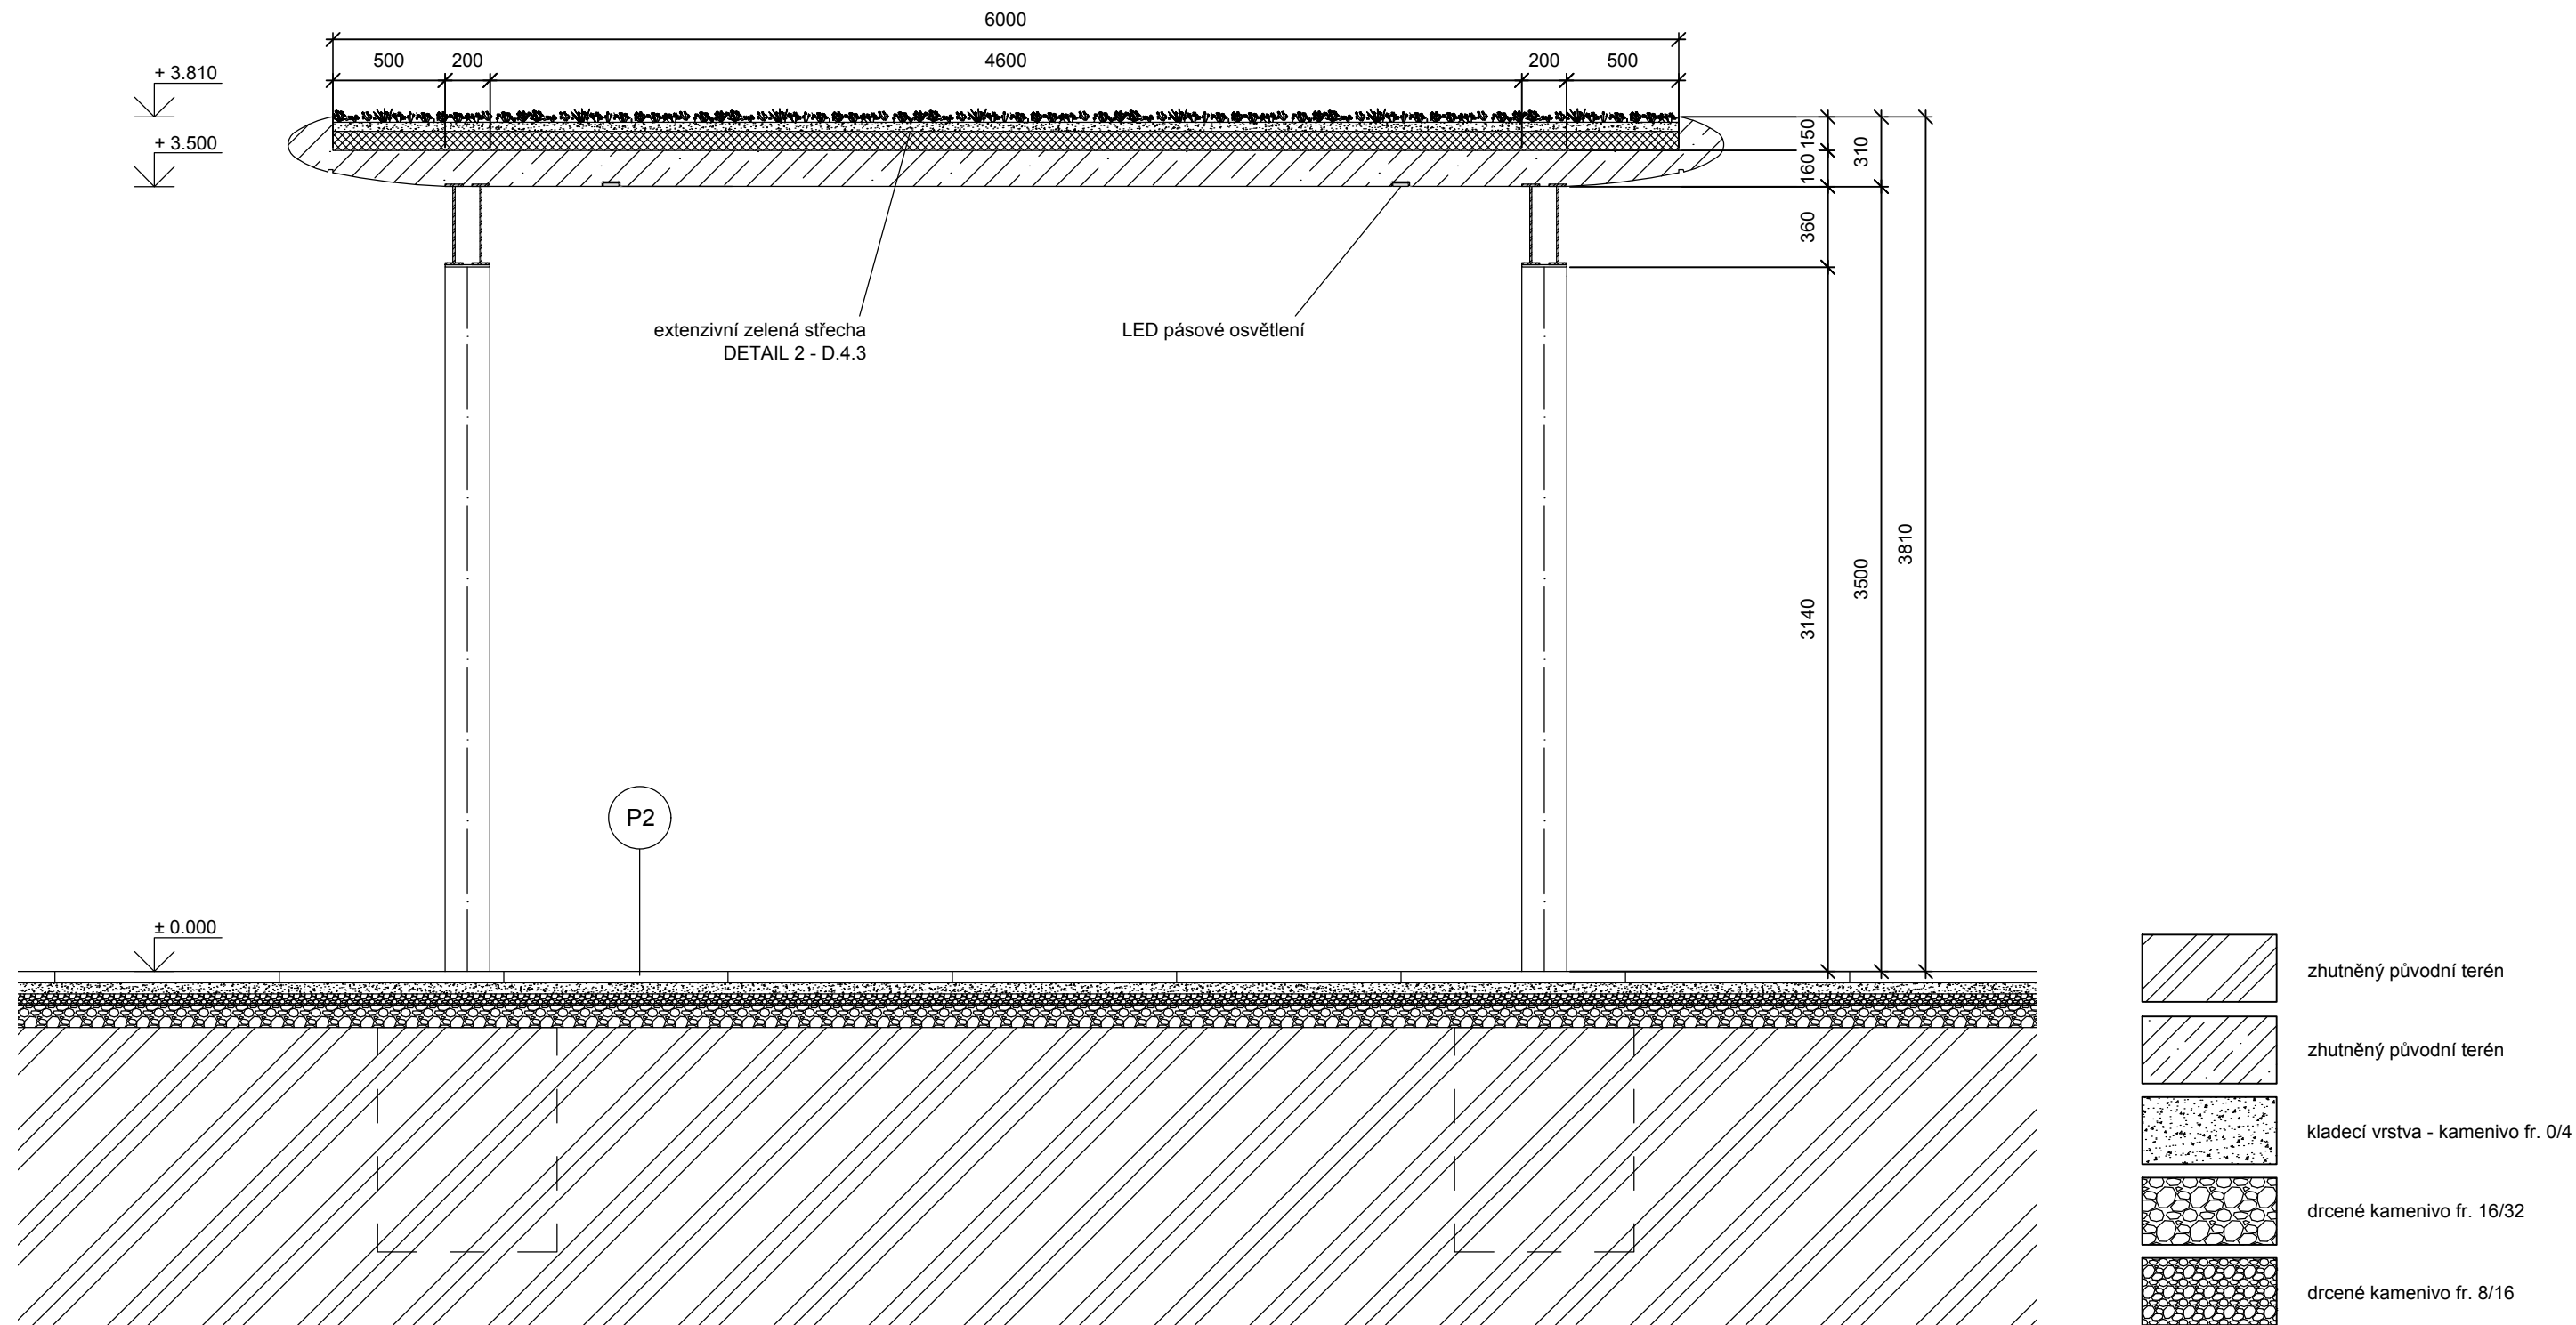 6000
500
200
4600
200
500
+ 3.810
+ 3.500
150
160
310
360
extenzivní zelená střecha
DETAIL 2 - D.4.3
LED pásové osvětlení
3810
3500
3140
P2
± 0.000
zhutněný původní terén
zhutněný původní terén
kladecí vrstva - kamenivo fr. 0/4
drcené kamenivo fr. 16/32
drcené kamenivo fr. 8/16